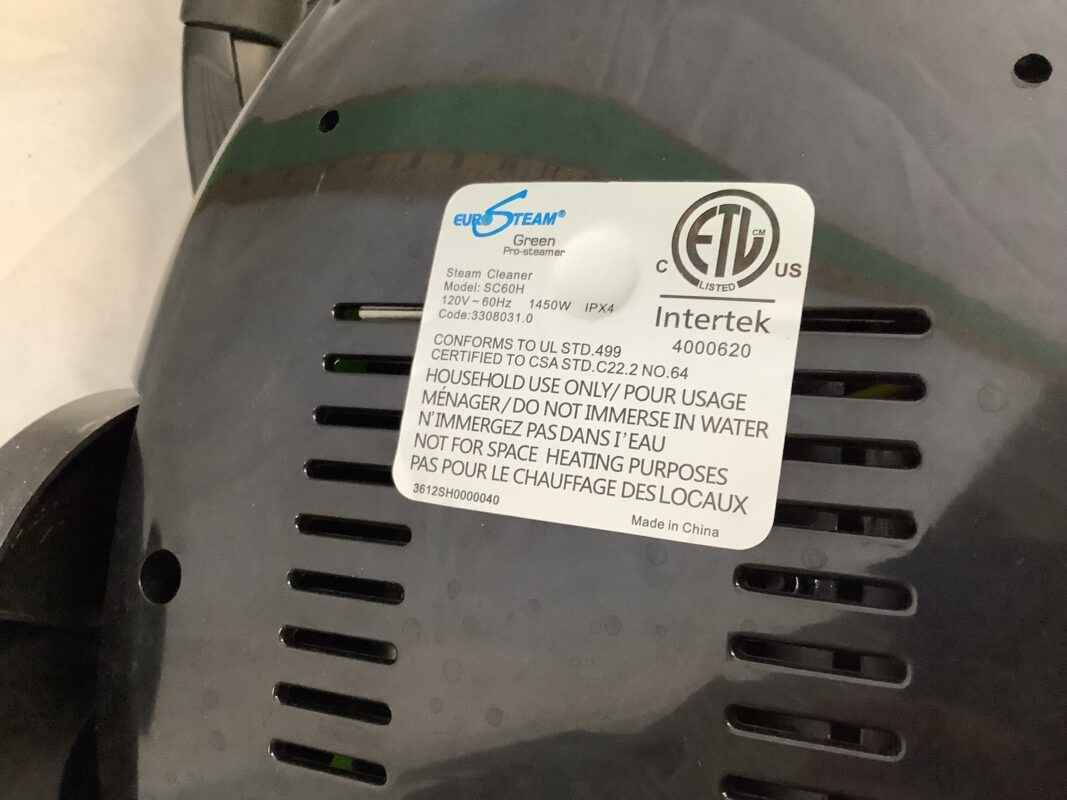 EUROSTEAM®
Green
Pro-steamer
Steam Cleaner
Model: SC60H
120V ~ 60Hz 1450W IPX4
Code:3308031.0
ETL CM
LISTED
C US
Intertek
4000620
CONFORMS TO UL STD.499
CERTIFIED TO CSA STD.C22.2 NO.64
HOUSEHOLD USE ONLY/ POUR USAGE
MÉNAGER/ DO NOT IMMERSE IN WATER
N'IMMERGEZ PAS DANS I'EAU
NOT FOR SPACE HEATING PURPOSES
PAS POUR LE CHAUFFAGE DES LOCAUX
3612SH0000040
Made in China